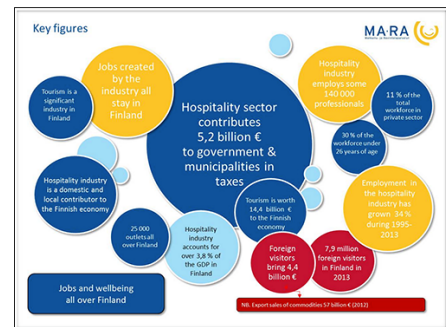 Key figures
MA·RA
Jobs created
by the
industry all
stay in
Finland
Tourism is a
significant
industry in
Finland
Hospitality sector
contributes
5,2 billion €
to government &
municipalities in
taxes
Hospitality
industry
employs some
140 000
professionals
11 % of the
total
workforce in
private sector
30 % of the
workforce under
26 years of age
Hospitality industry
is a domestic and
local contributor to
the Finnish economy
Employment in
the hospitality
industry has
grown 34 %
during 1995-
2013
Tourism is worth
14,4 billion €
to the Finnish
economy
25 000
outlets all
over Finland
Hospitality
industry
accounts for
over 3,8 % of
the GDP in
Finland
Foreign
visitors
bring 4,4
billion €
7,9 million
foreign visitors
in Finland in
2013
Jobs and wellbeing
all over Finland
NB. Export sales of commodities 57 billion € (2012)